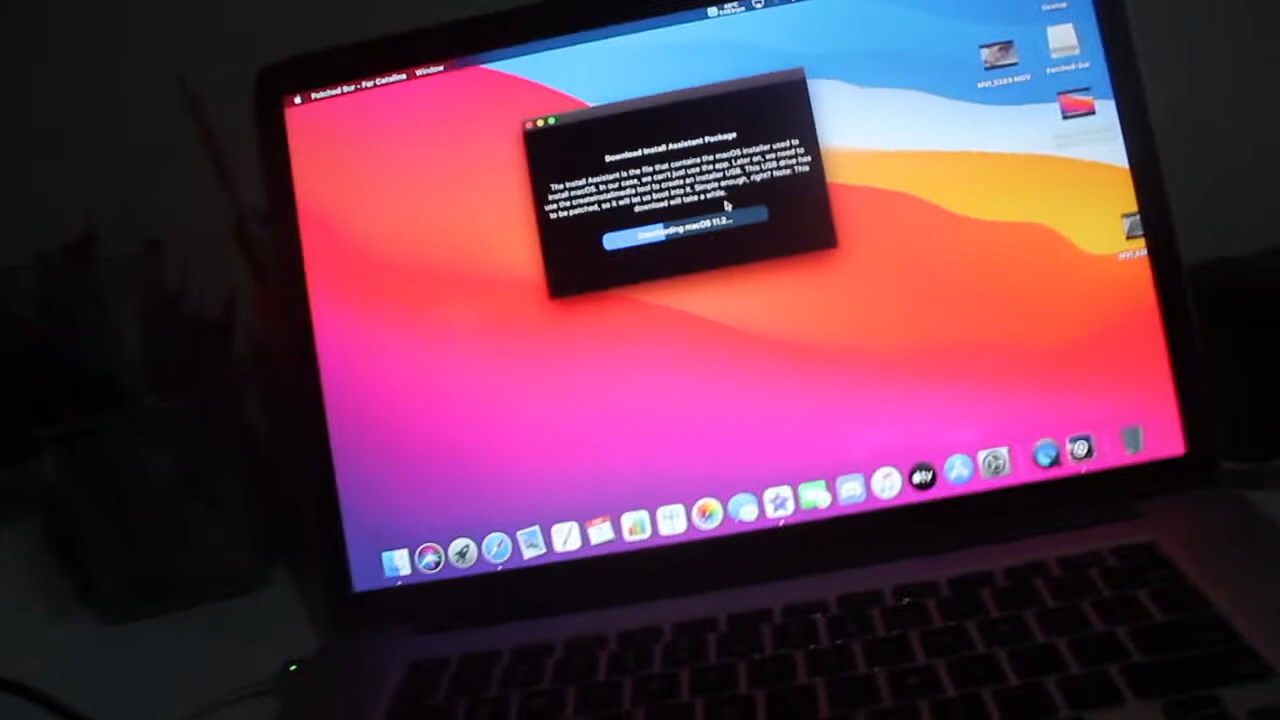 Patched Sur - For Catalina Window
Download Install Assistant Package
The Install Assistant is the file that contains the macOS installer used to
install macOS. In our case, we can't just use the app. Later on, we need to
use the createinstallmedia tool to create an installer USB. This USB drive has
to be patched, so it will let us boot into it. Simple enough, right? Note: This
download will take a while.
Downloading macOS 11.2...
Patched-Sur
tv